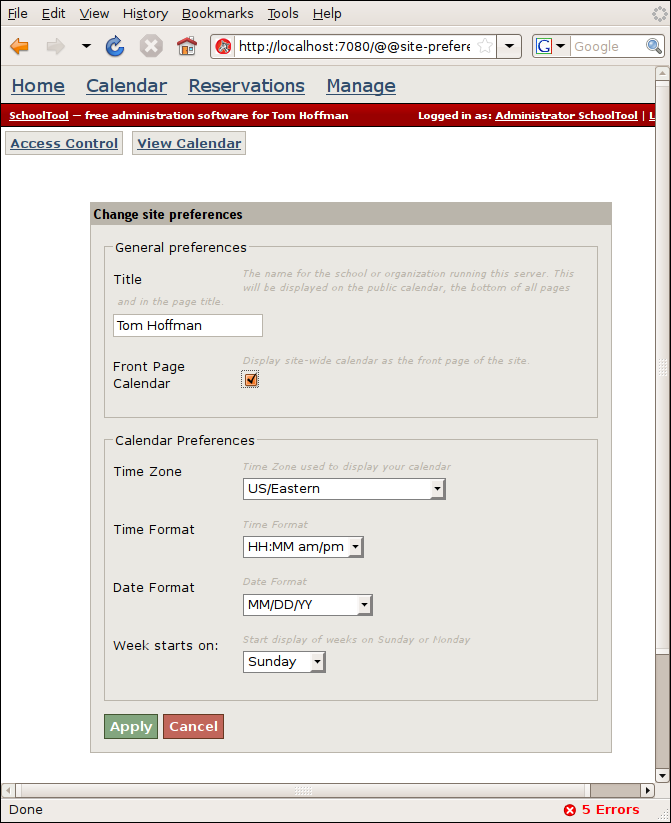 File Edit View History Bookmarks Tools Help
http://localhost:7080/@@site-prefere
G Google
Home Calendar Reservations Manage
SchoolTool — free administration software for Tom Hoffman Logged in as: Administrator SchoolTool | L
Access Control View Calendar
Change site preferences
General preferences
Title
The name for the school or organization running this server. This
will be displayed on the public calendar, the bottom of all pages
and in the page title.
Tom Hoffman
Front Page
Calendar
Display site-wide calendar as the front page of the site.
Calendar Preferences
Time Zone
Time Zone used to display your calendar
US/Eastern
Time Format
Time Format
HH:MM am/pm
Date Format
Date Format
MM/DD/YY
Week starts on:
Start display of weeks on Sunday or Monday
Sunday
Apply Cancel
Done 5 Errors